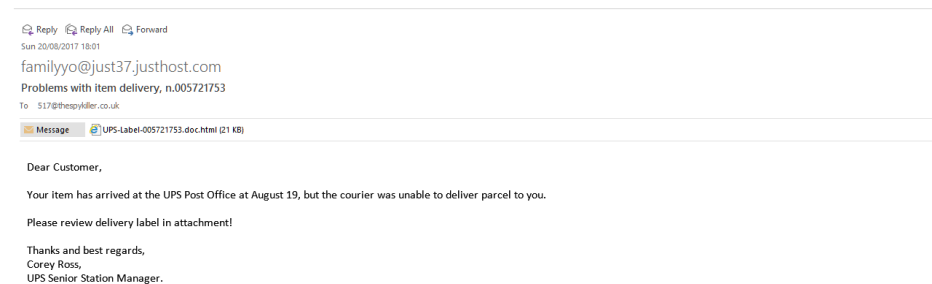 Reply Reply All Forward
Sun 20/08/2017 18:01
familyyo@just37.justhost.com
Problems with item delivery, n.005721753
To 517@thespykiller.co.uk
Message UPS-Label-005721753.doc.html (21 KB)
Dear Customer,
Your item has arrived at the UPS Post Office at August 19, but the courier was unable to deliver parcel to you.
Please review delivery label in attachment!
Thanks and best regards,
Corey Ross,
UPS Senior Station Manager.